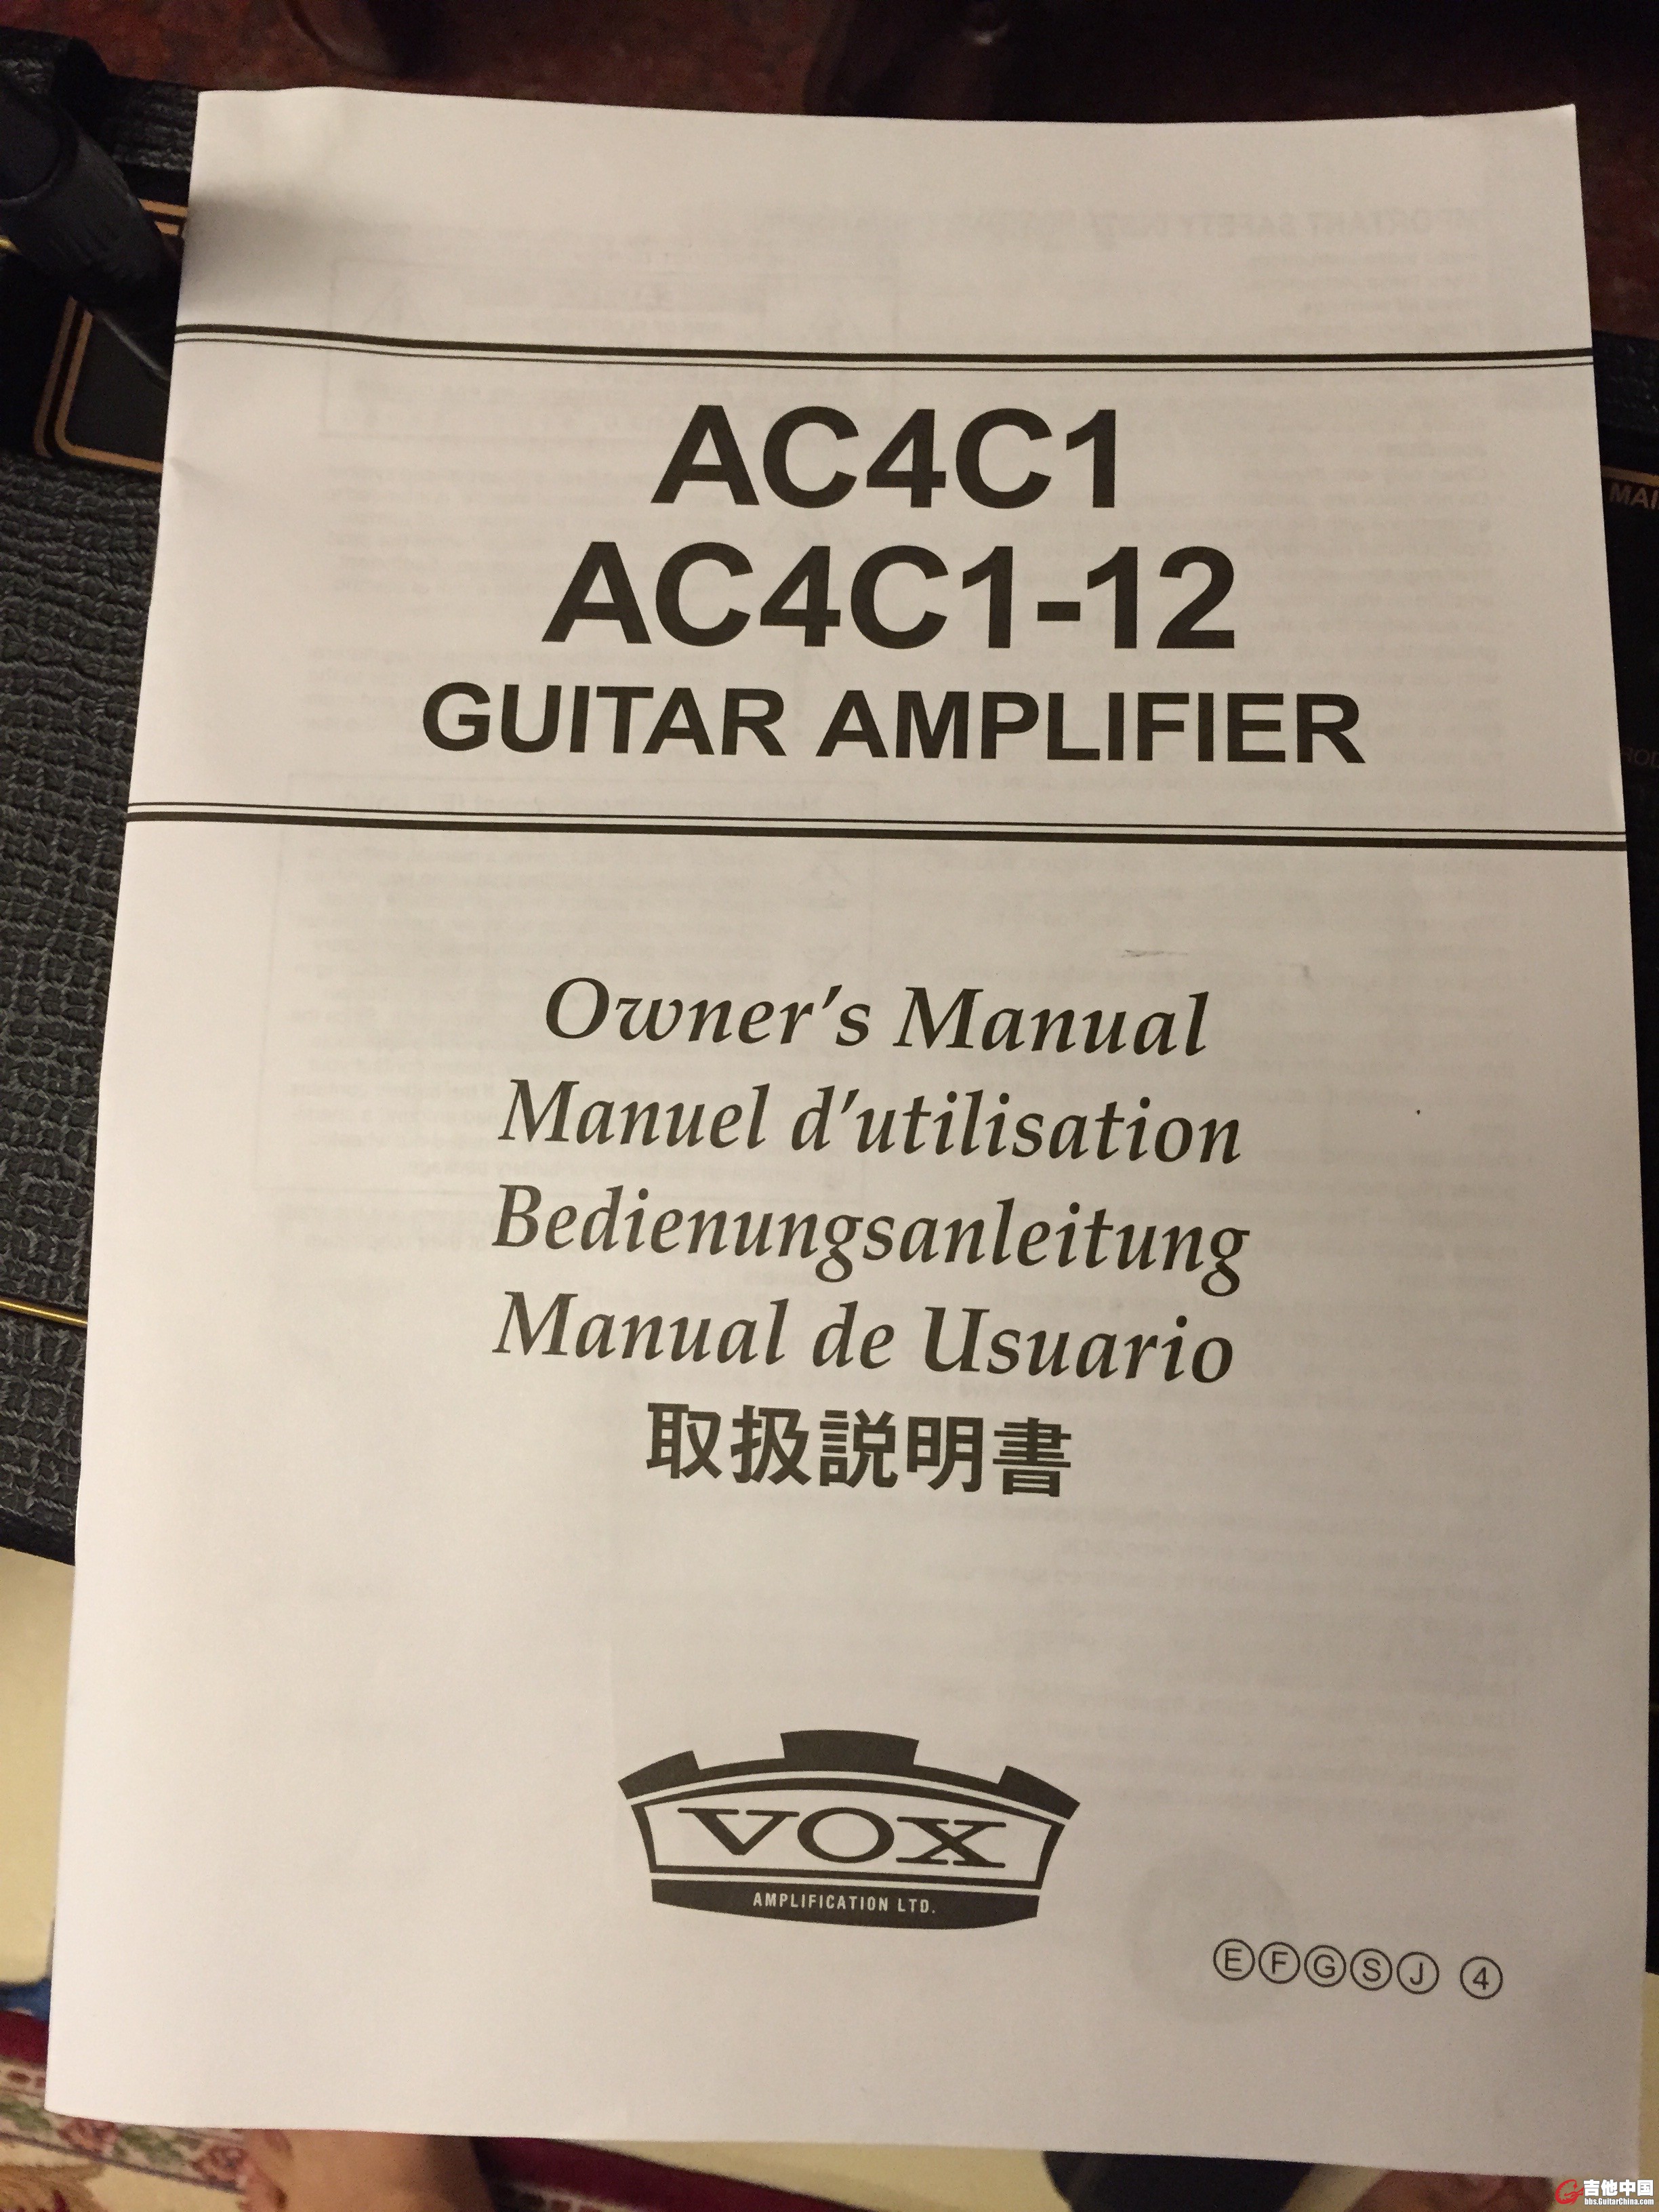 AC4C1
AC4C1-12
GUITAR AMPLIFIER
Owner's Manual
Manuel d'utilisation
Bedienungsanleitung
Manual de Usuario
取扱説明書
VOX
AMPLIFICATION LTD.
Ⓔ Ⓕ Ⓖ Ⓢ Ⓙ ④
吉他中国
bbs.GuitarChina.com